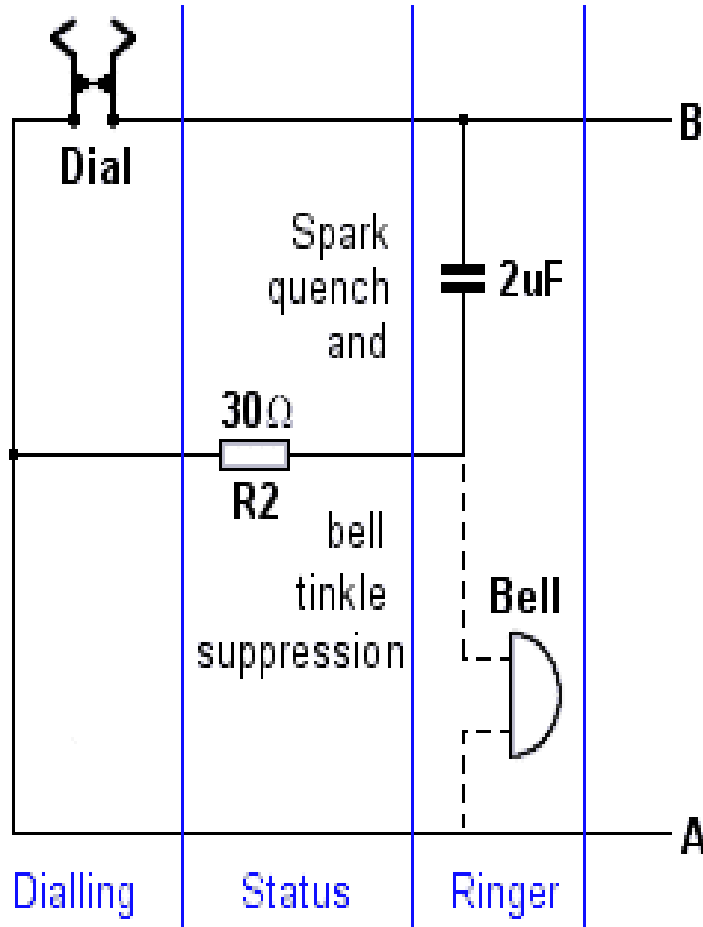 B
Dial
Spark
quench
and
2uF
30Ω
R2
bell
tinkle
suppression
Bell
A
Dialling
Status
Ringer